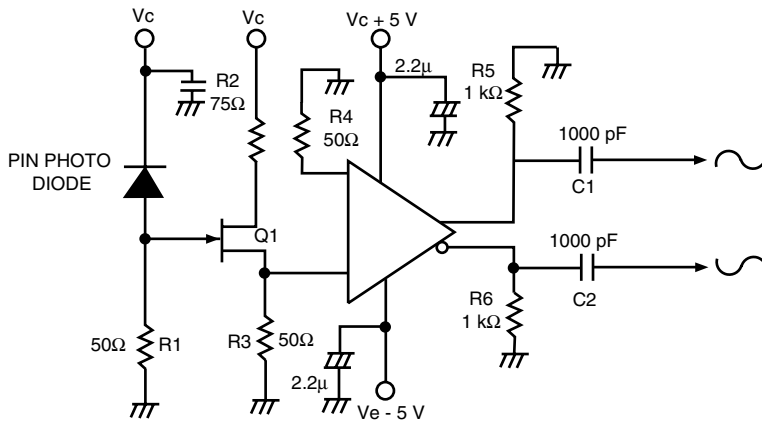 Vc
Vc
Vc + 5 V
2.2μ
R5
1 kΩ
R2
75Ω
R4
50Ω
1000 pF
C1
PIN PHOTO
DIODE
Q1
1000 pF
C2
R6
1 kΩ
50Ω
R1
R3
50Ω
2.2μ
Ve - 5 V